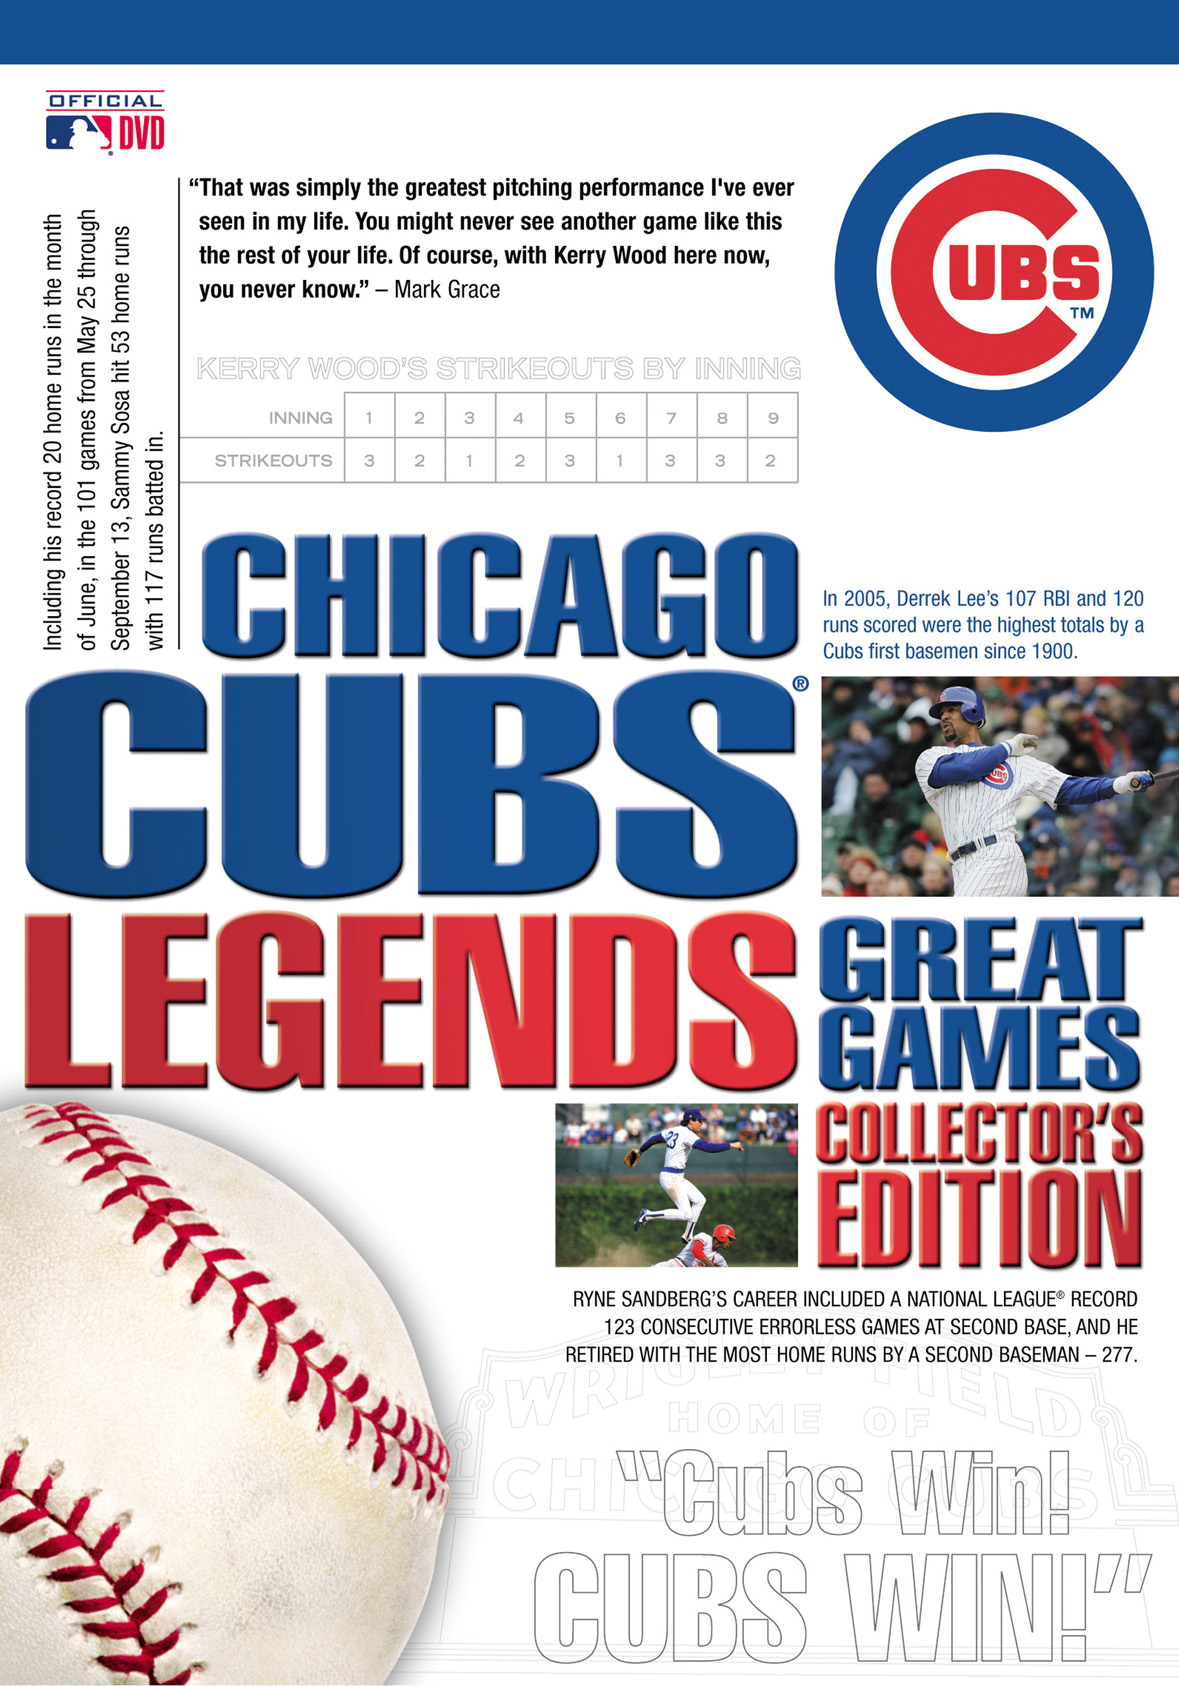 OFFICIAL
DVD
“That was simply the greatest pitching performance I've ever
seen in my life. You might never see another game like this
the rest of your life. Of course, with Kerry Wood here now,
you never know.” – Mark Grace
CUBS
TM
Including his record 20 home runs in the month
of June, in the 101 games from May 25 through
September 13, Sammy Sosa hit 53 home runs
with 117 runs batted in.
KERRY WOOD'S STRIKEOUTS BY INNING
INNING 1 2 3 4 5 6 7 8 9
STRIKEOUTS 3 2 1 2 3 1 3 3 2
CHICAGO
CUBS®
LEGENDS
In 2005, Derrek Lee’s 107 RBI and 120
runs scored were the highest totals by a
Cubs first basemen since 1900.
CUBS
GREAT
GAMES
COLLECTOR'S
EDITION
23
RYNE SANDBERG’S CAREER INCLUDED A NATIONAL LEAGUE® RECORD
123 CONSECUTIVE ERRORLESS GAMES AT SECOND BASE, AND HE
RETIRED WITH THE MOST HOME RUNS BY A SECOND BASEMAN – 277.
WRIGLEY FIELD
HOME OF
CHICAGO CUBS
“Cubs Win!
CUBS WIN!”